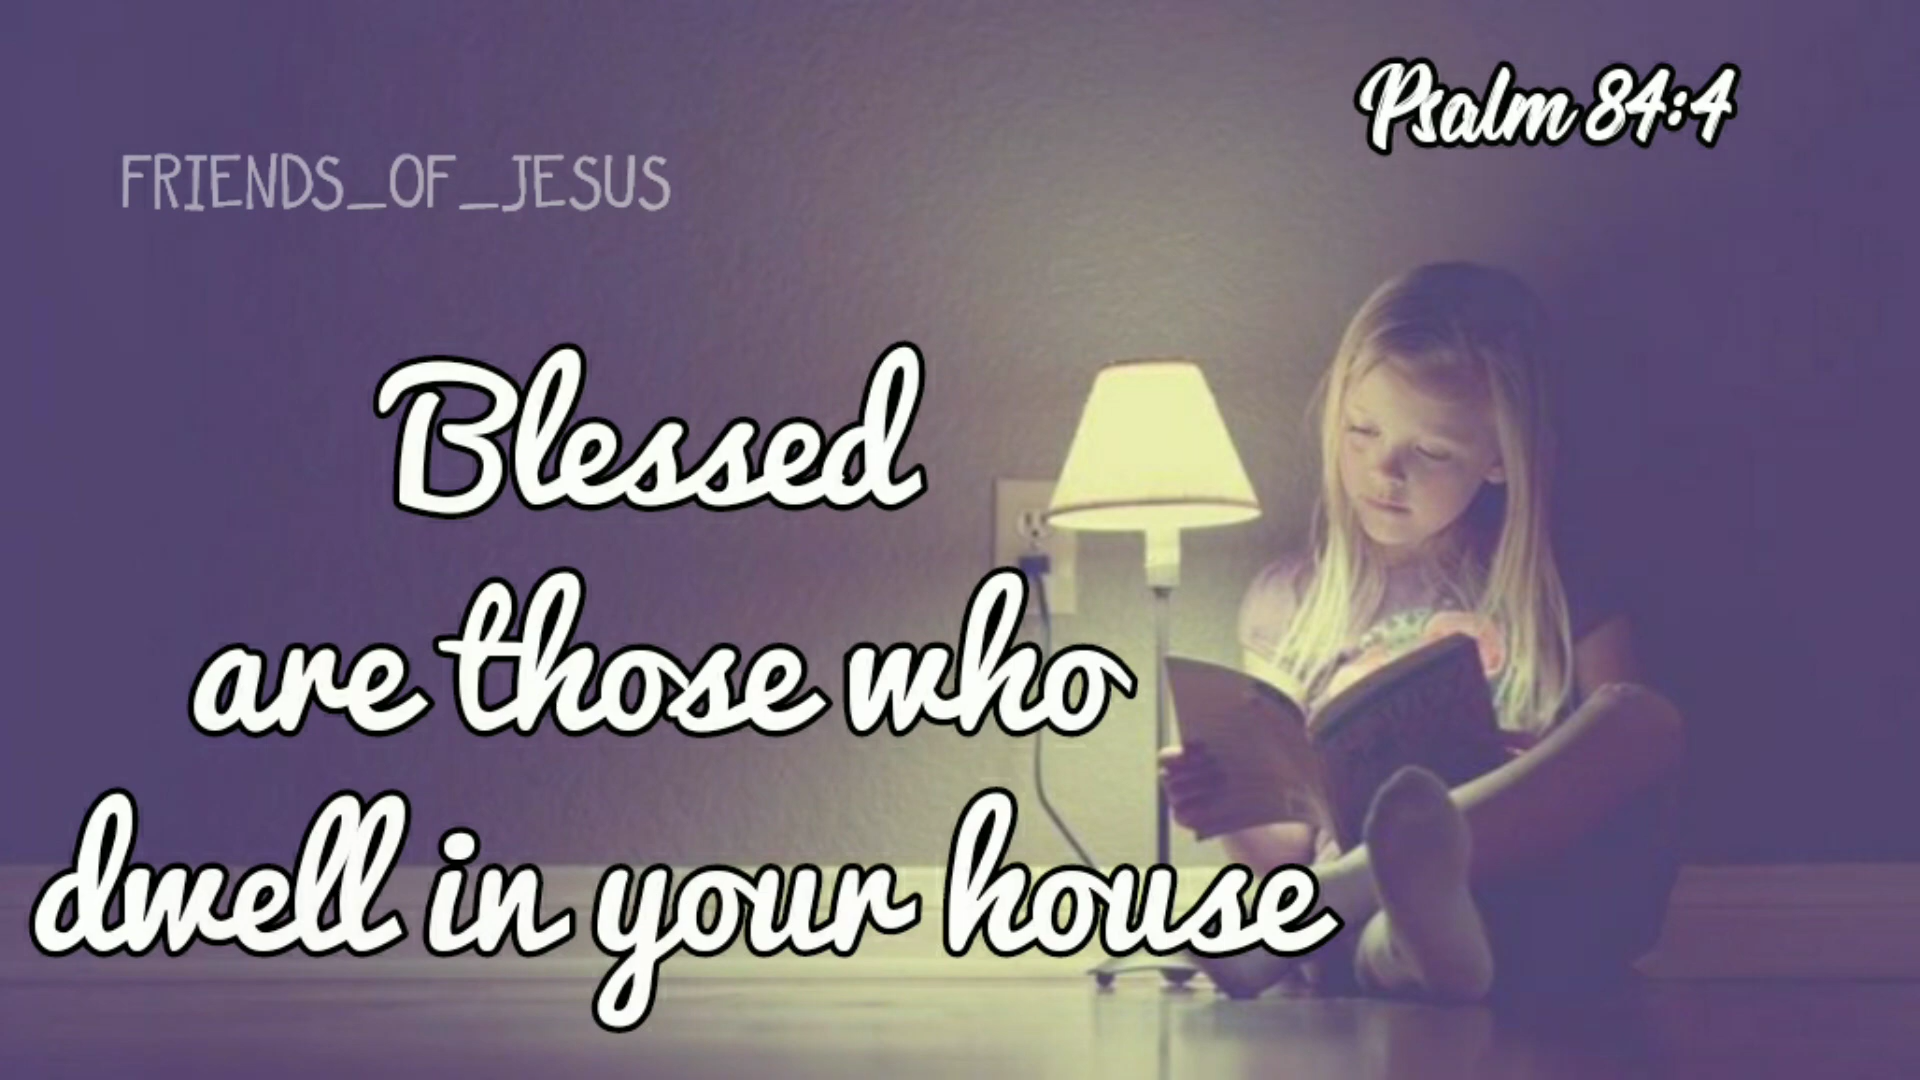 Psalm 84:4
FRIENDS_OF_JESUS
Blessed
are those who
dwell in your house